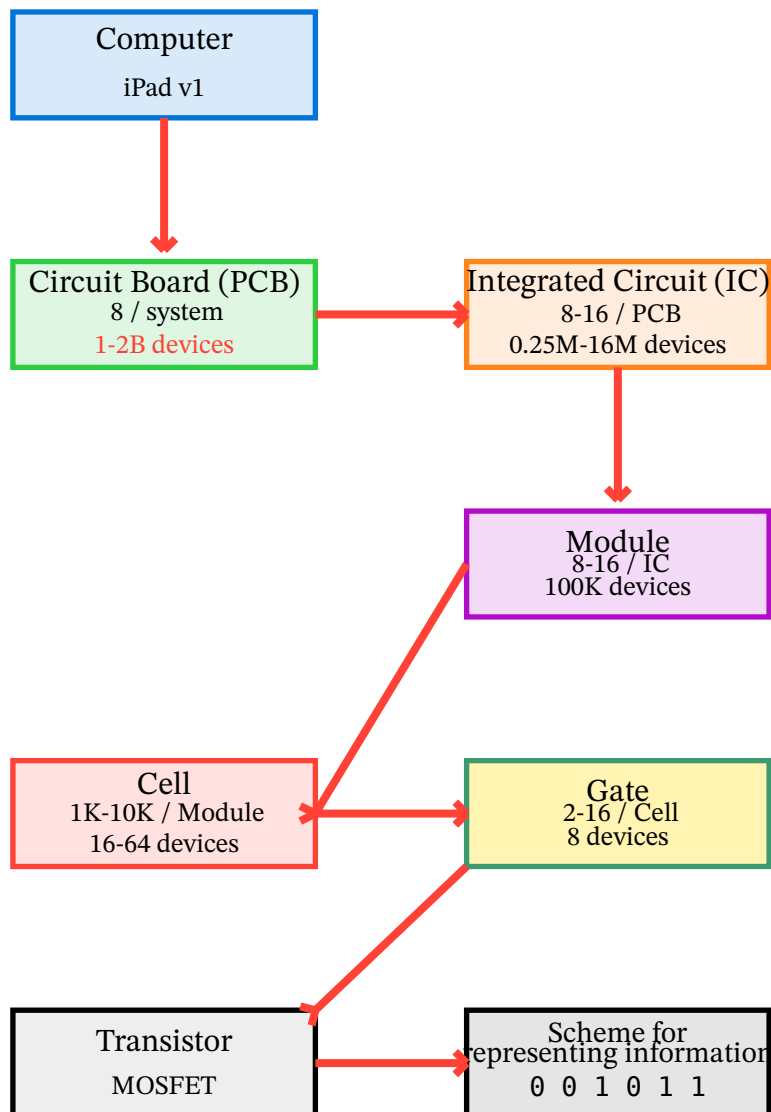 Computer
iPad v1
Circuit Board (PCB)
8 / system
1-2B devices
Integrated Circuit (IC)
8-16 / PCB
0.25M-16M devices
Module
8-16 / IC
100K devices
Cell
1K-10K / Module
16-64 devices
Gate
2-16 / Cell
8 devices
Transistor
MOSFET
Scheme for
representing information
0 0 1 0 1 1